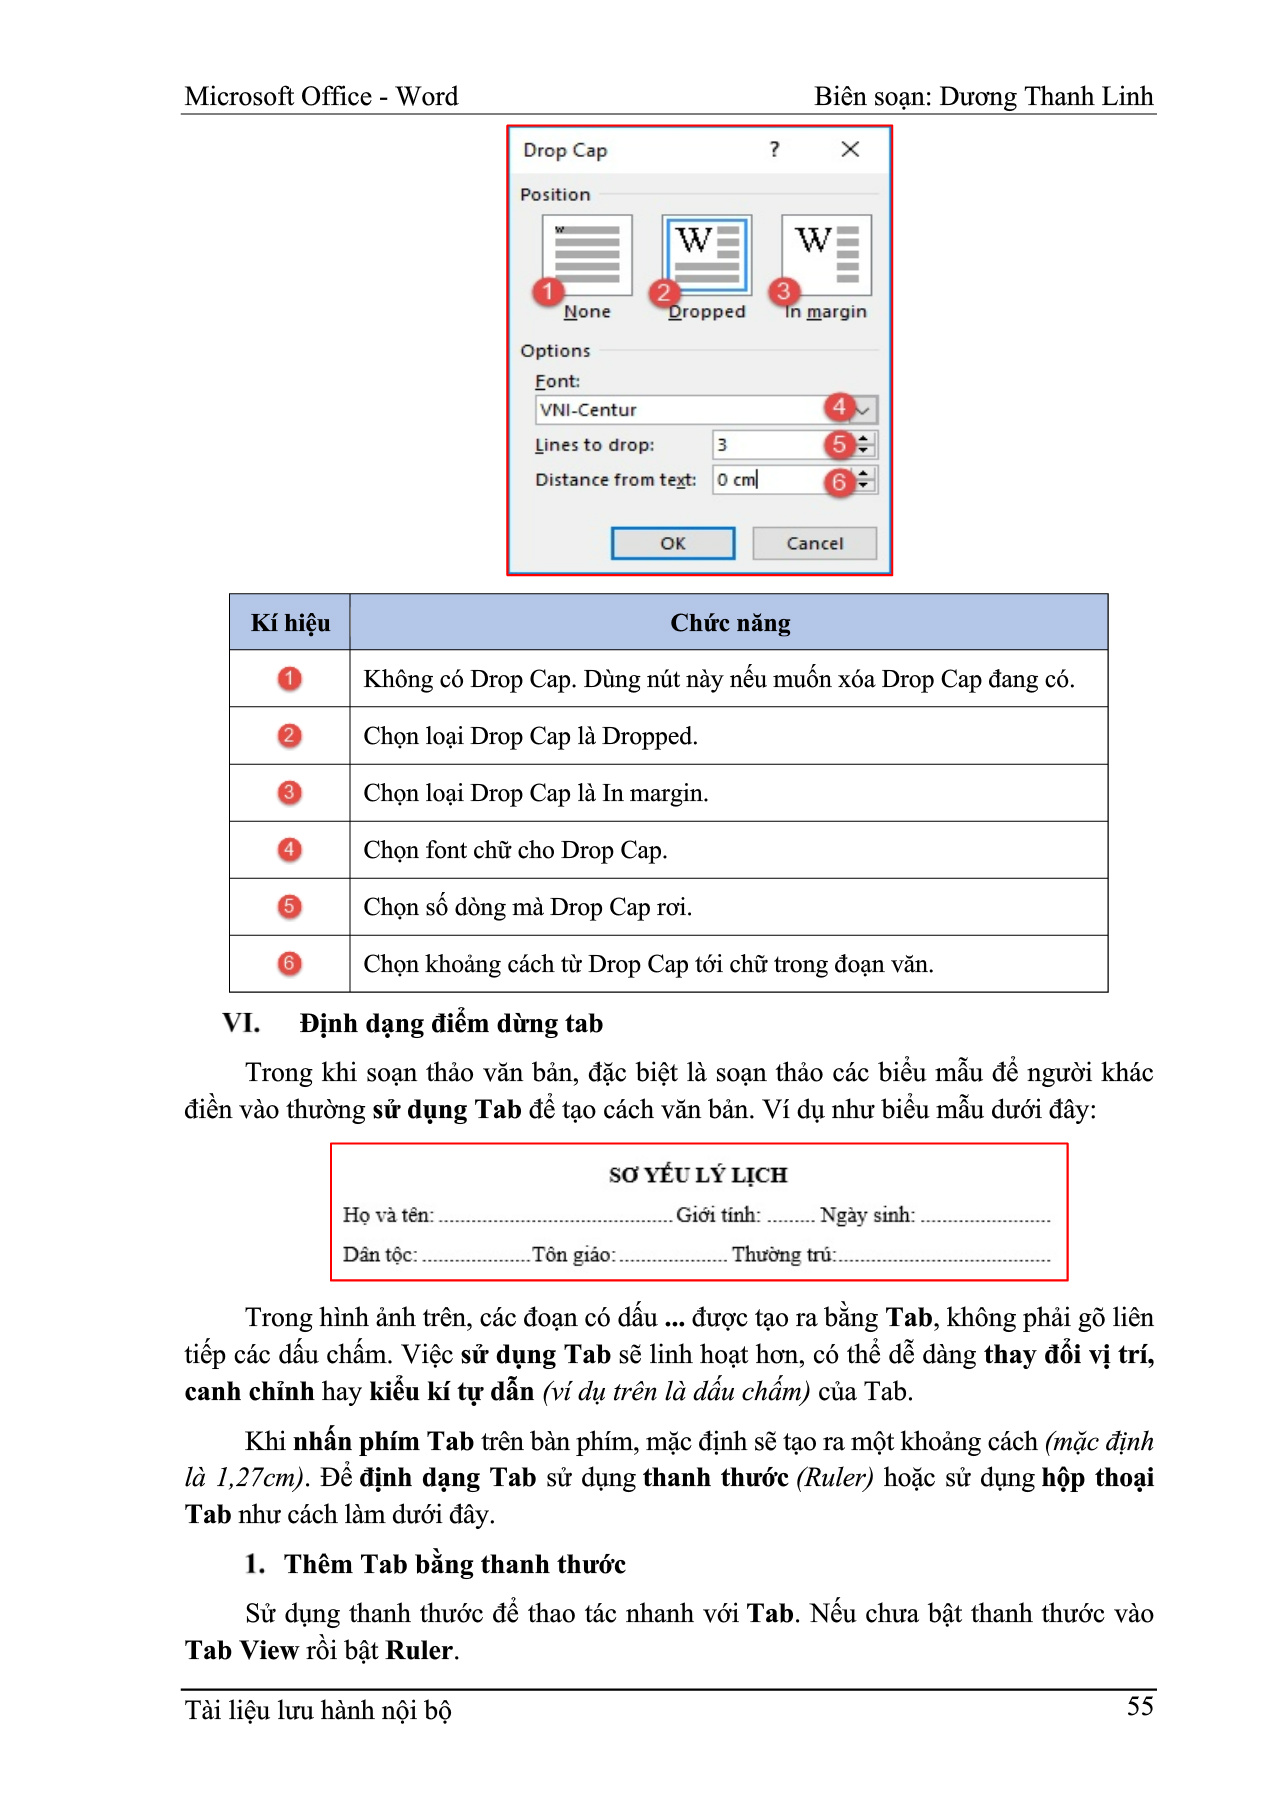 Microsoft Office - Word Biên soạn: Dương Thanh Linh
Drop Cap ?
Position
W W W
1 2 3
None Dropped In margin
Options
Font:
VNI-Centur 4
Lines to drop: 3 5
Distance from text: 0 cm 6
OK Cancel
Kí hiệu Chức năng
1 Không có Drop Cap. Dùng nút này nếu muốn xóa Drop Cap đang có.
2 Chọn loại Drop Cap là Dropped.
3 Chọn loại Drop Cap là In margin.
4 Chọn font chữ cho Drop Cap.
5 Chọn số dòng mà Drop Cap rơi.
6 Chọn khoảng cách từ Drop Cap tới chữ trong đoạn văn.
VI. Định dạng điểm dừng tab
Trong khi soạn thảo văn bản, đặc biệt là soạn thảo các biểu mẫu để người khác
điền vào thường sử dụng Tab để tạo cách văn bản. Ví dụ như biểu mẫu dưới đây:
SƠ YẾU LÝ LỊCH
Họ và tên: .......................................... Giới tính: ......... Ngày sinh: ........................
Dân tộc: ....................Tôn giáo:.................... Thường trú:.......................................
Trong hình ảnh trên, các đoạn có dấu ... được tạo ra bằng Tab, không phải gõ liên
tiếp các dấu chấm. Việc sử dụng Tab sẽ linh hoạt hơn, có thể dễ dàng thay đổi vị trí,
canh chỉnh hay kiểu kí tự dẫn (ví dụ trên là dấu chấm) của Tab.
Khi nhấn phím Tab trên bàn phím, mặc định sẽ tạo ra một khoảng cách (mặc định
là 1,27cm). Để định dạng Tab sử dụng thanh thước (Ruler) hoặc sử dụng hộp thoại
Tab như cách làm dưới đây.
1. Thêm Tab bằng thanh thước
Sử dụng thanh thước để thao tác nhanh với Tab. Nếu chưa bật thanh thước vào
Tab View rồi bật Ruler.
Tài liệu lưu hành nội bộ 55